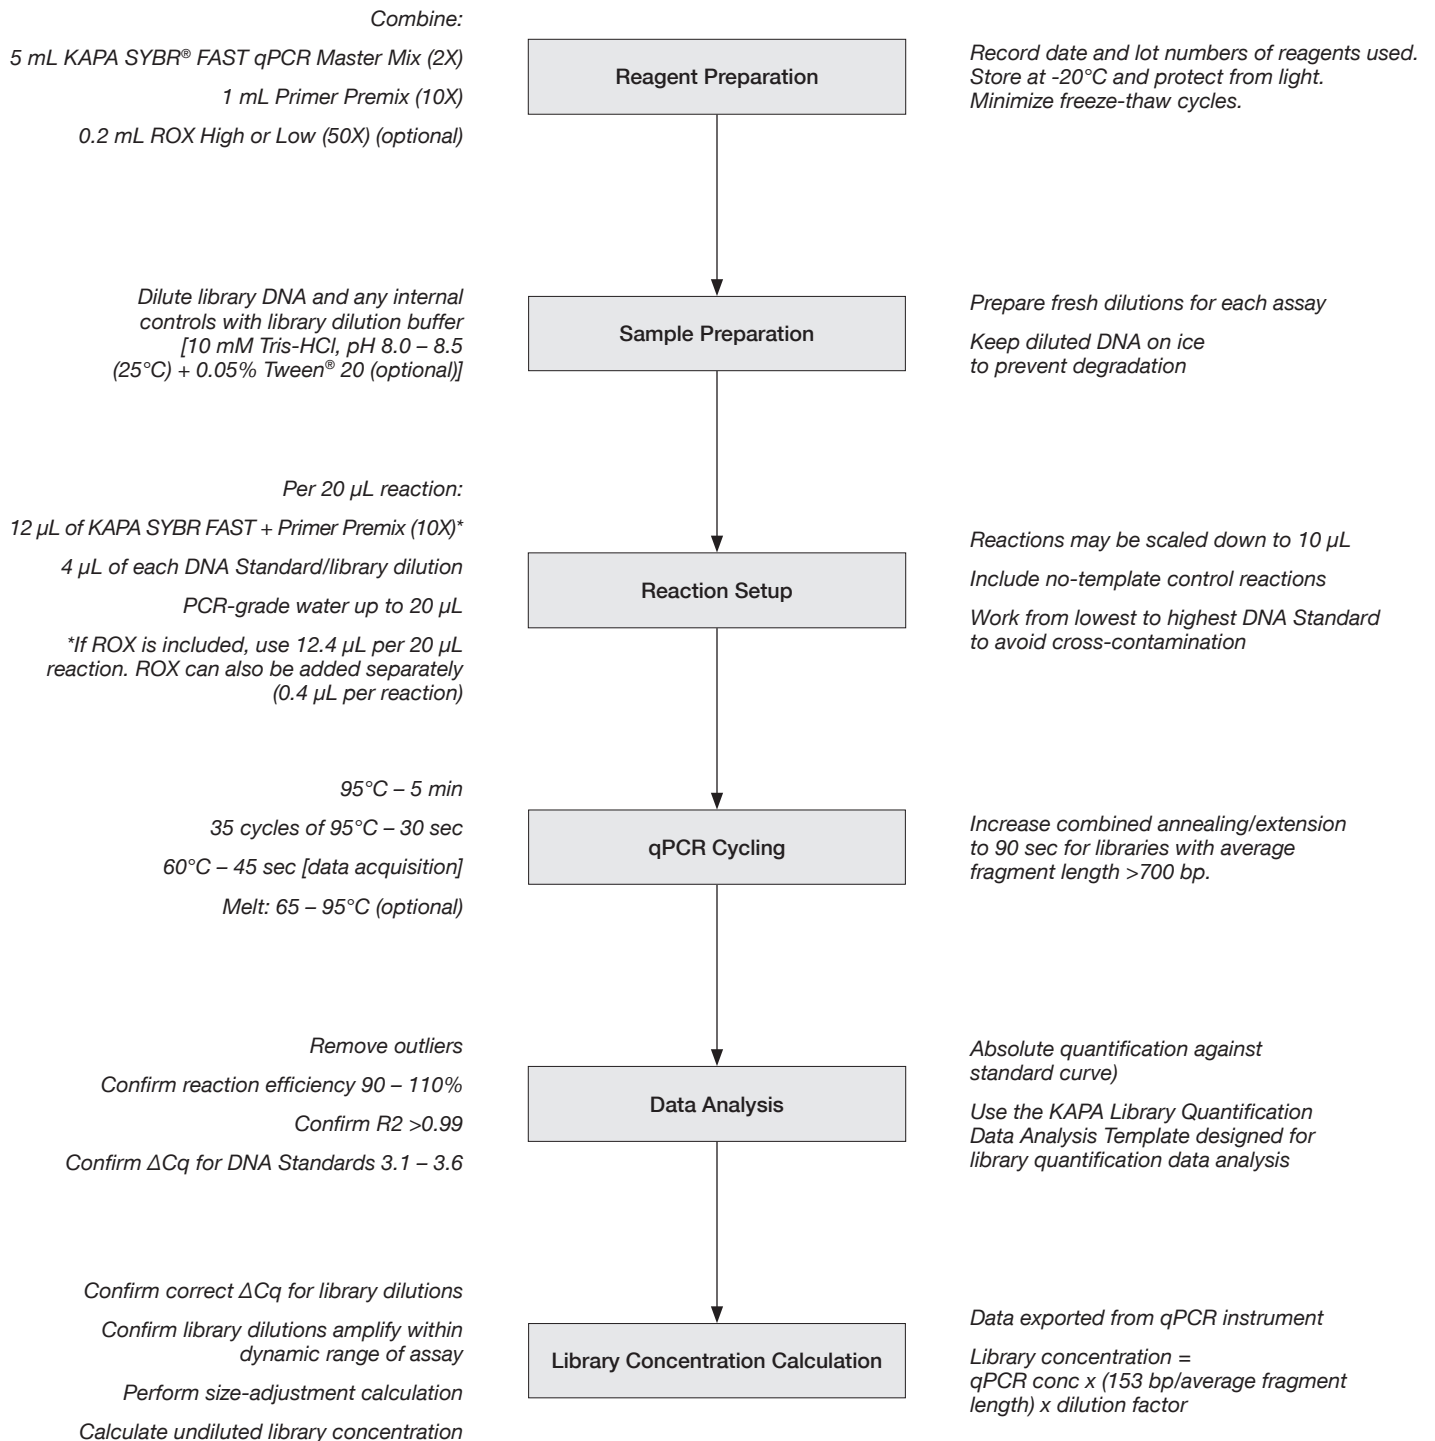 Combine:
5 mL KAPA SYBR® FAST qPCR Master Mix (2X)
1 mL Primer Premix (10X)
0.2 mL ROX High or Low (50X) (optional)
Reagent Preparation
Record date and lot numbers of reagents used.
Store at -20°C and protect from light.
Minimize freeze-thaw cycles.
Dilute library DNA and any internal
controls with library dilution buffer
[10 mM Tris-HCl, pH 8.0 – 8.5
(25°C) + 0.05% Tween® 20 (optional)]
Sample Preparation
Prepare fresh dilutions for each assay
Keep diluted DNA on ice
to prevent degradation
Per 20 µL reaction:
12 µL of KAPA SYBR FAST + Primer Premix (10X)*
4 µL of each DNA Standard/library dilution
PCR-grade water up to 20 µL
*If ROX is included, use 12.4 µL per 20 µL
reaction. ROX can also be added separately
(0.4 µL per reaction)
Reaction Setup
Reactions may be scaled down to 10 µL
Include no-template control reactions
Work from lowest to highest DNA Standard
to avoid cross-contamination
95°C – 5 min
35 cycles of 95°C – 30 sec
60°C – 45 sec [data acquisition]
Melt: 65 – 95°C (optional)
qPCR Cycling
Increase combined annealing/extension
to 90 sec for libraries with average
fragment length >700 bp.
Remove outliers
Confirm reaction efficiency 90 – 110%
Confirm R2 >0.99
Confirm ΔCq for DNA Standards 3.1 – 3.6
Data Analysis
Absolute quantification against
standard curve)
Use the KAPA Library Quantification
Data Analysis Template designed for
library quantification data analysis
Confirm correct ΔCq for library dilutions
Confirm library dilutions amplify within
dynamic range of assay
Perform size-adjustment calculation
Calculate undiluted library concentration
Library Concentration Calculation
Data exported from qPCR instrument
Library concentration =
qPCR conc x (153 bp/average fragment
length) x dilution factor